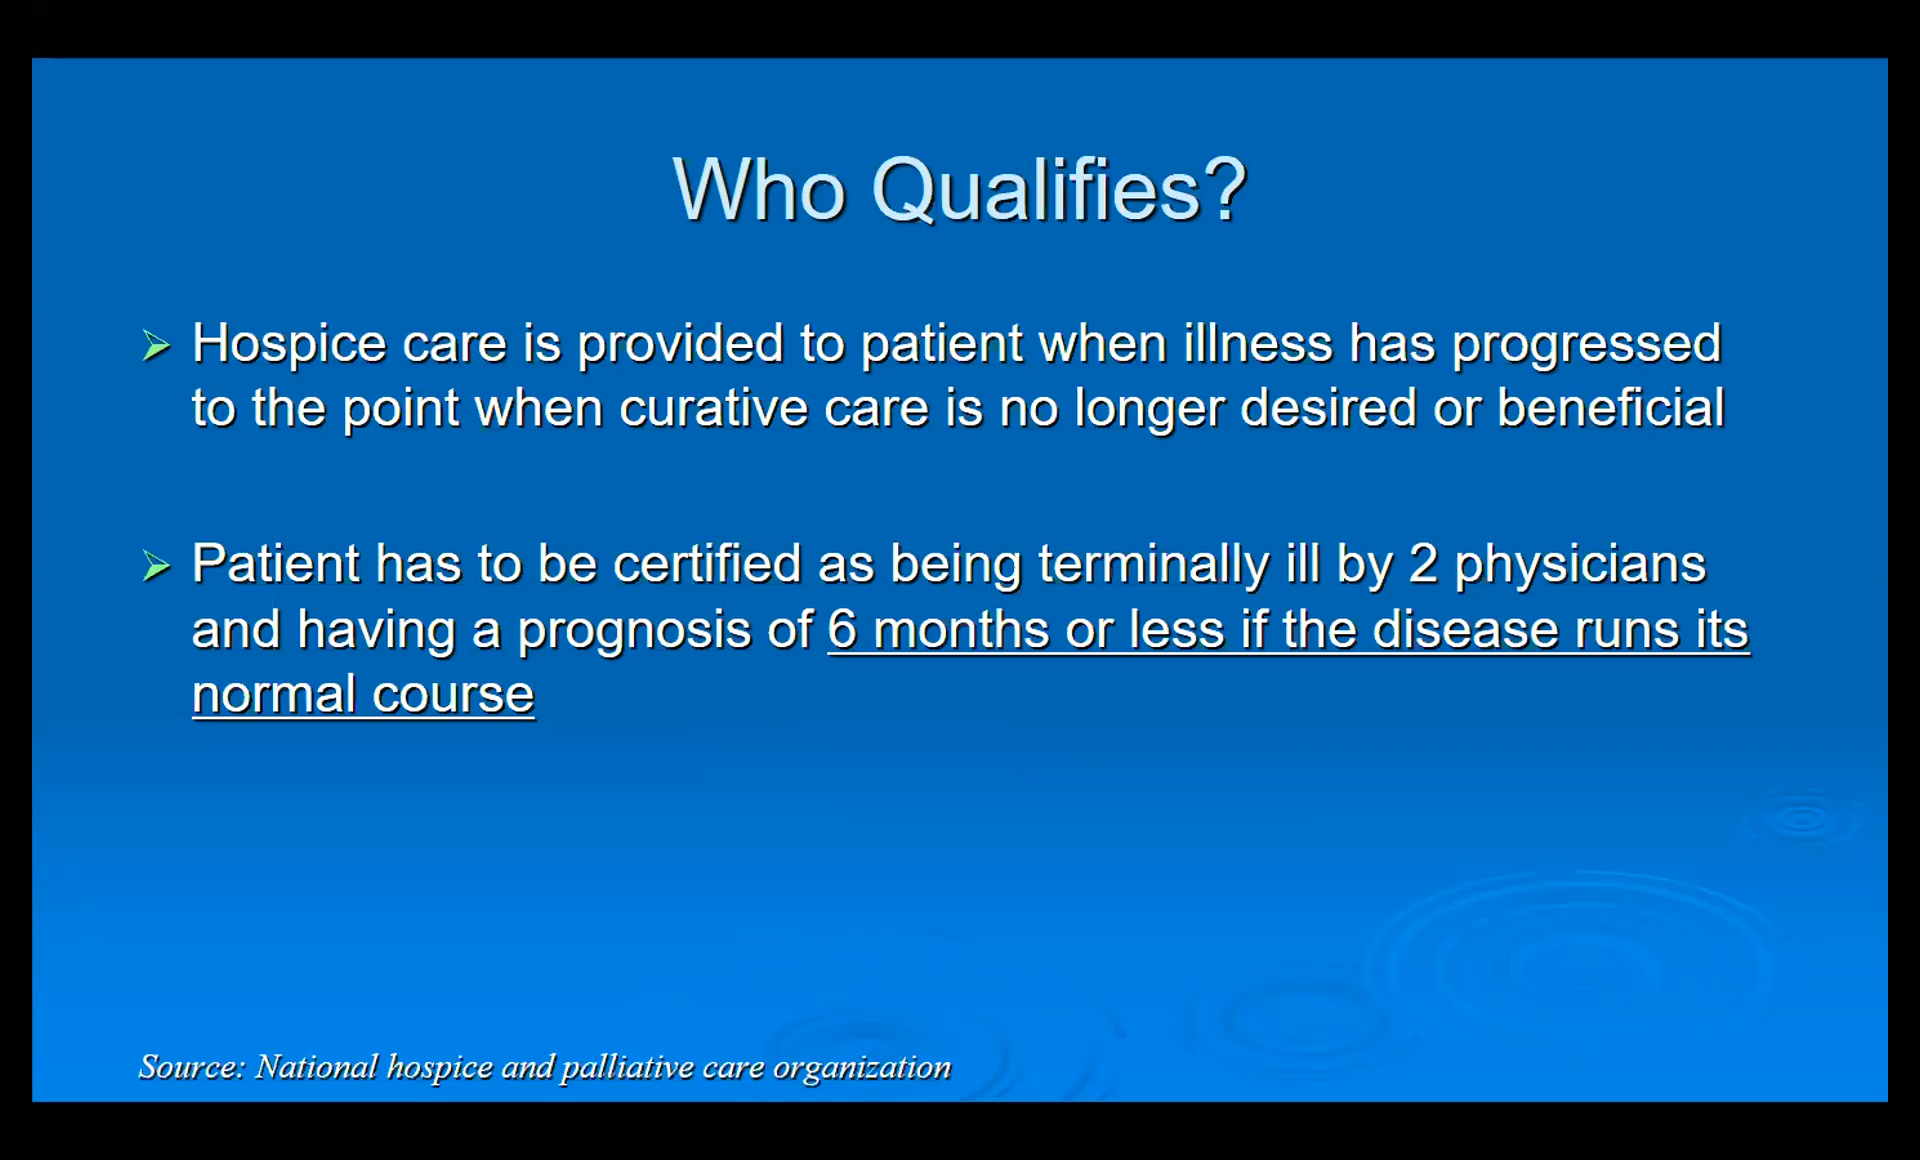 Who Qualifies?
Hospice care is provided to patient when illness has progressed
to the point when curative care is no longer desired or beneficial
Patient has to be certified as being terminally ill by 2 physicians
and having a prognosis of 6 months or less if the disease runs its
normal course
Source: National hospice and palliative care organization